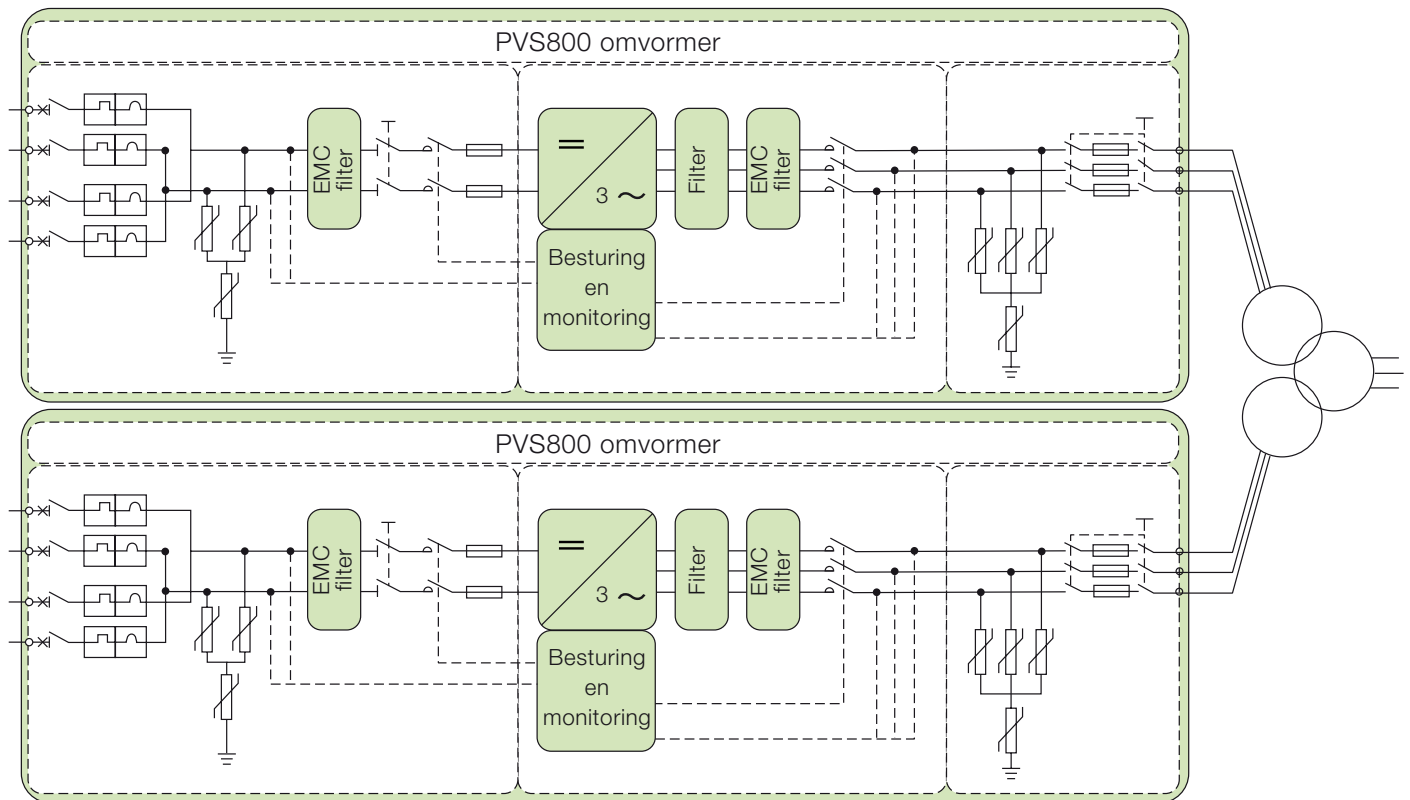 PVS800 omvormer
EMC
filter
=
3 ~
Filter
EMC
filter
Besturing
en
monitoring
PVS800 omvormer
EMC
filter
=
3 ~
Filter
EMC
filter
Besturing
en
monitoring